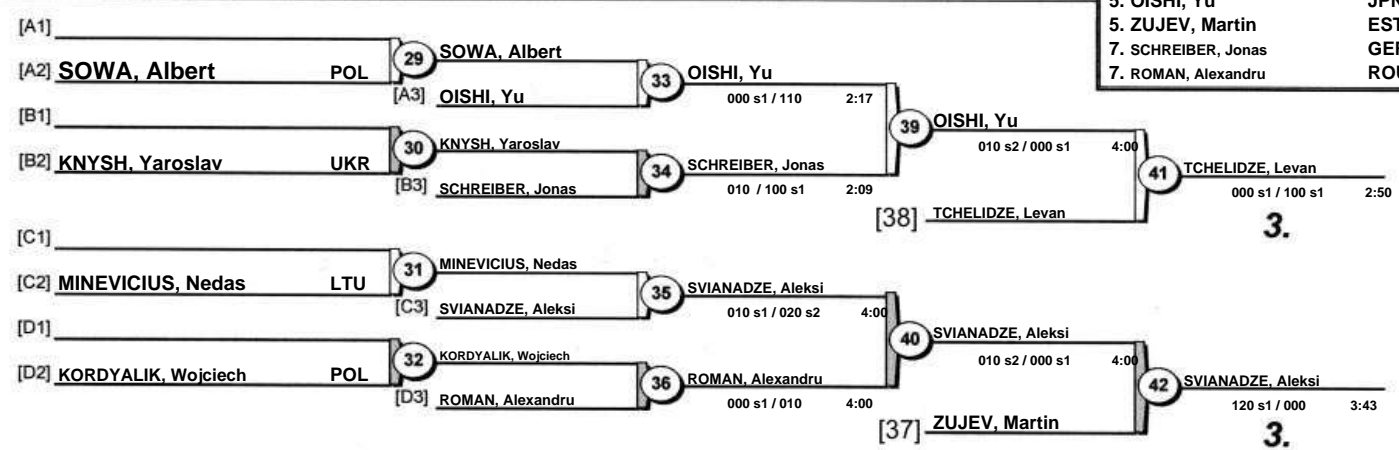 5. OISHI, Yu JPN
5. ZUJEV, Martin EST
7. SCHREIBER, Jonas
7. ROMAN, Alexandru
[A1]
[A2] SOWA, Albert POL
29 SOWA, Albert
[A3] OISHI, Yu
33 OISHI, Yu
000 s1 / 110 2:17
[B1]
[B2] KNYSH, Yaroslav UKR
30 KNYSH, Yaroslav
[B3] SCHREIBER, Jonas
34 SCHREIBER, Jonas
010 / 100 s1 2:09
39 OISHI, Yu
010 s2 / 000 s1 4:00
[38] TCHELIDZE, Levan
41 TCHELIDZE, Levan
000 s1 / 100 s1 2:50
3.
[C1]
[C2] MINEVICIUS, Nedas LTU
31 MINEVICIUS, Nedas
[C3] SVIANADZE, Aleksi
35 SVIANADZE, Aleksi
010 s1 / 020 s2 4:00
[D1]
[D2] KORDYALIK, Wojciech POL
32 KORDYALIK, Wojciech
[D3] ROMAN, Alexandru
36 ROMAN, Alexandru
000 s1 / 010 4:00
40 SVIANADZE, Aleksi
010 s2 / 000 s1 4:00
[37] ZUJEV, Martin
42 SVIANADZE, Aleksi
120 s1 / 000 3:43
3.